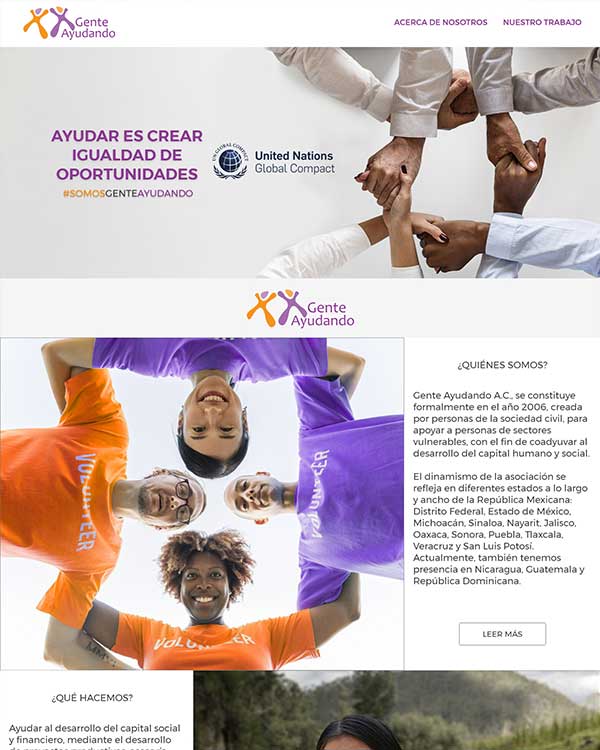 Gente
Ayudando
ACERCA DE NOSOTROS NUESTRO TRABAJO
AYUDAR ES CREAR
IGUALDAD DE
OPORTUNIDADES
#SOMOSGENTEAYUDANDO
UN GLOBAL COMPACT
United Nations
Global Compact
Gente
Ayudando
VOLUNTEER
VOLUNTEER
VOLUNTEER
¿QUIÉNES SOMOS?
Gente Ayudando A.C., se constituye
formalmente en el año 2006, creada
por personas de la sociedad civil, para
apoyar a personas de sectores
vulnerables, con el fin de coadyuvar al
desarrollo del capital humano y social.
El dinamismo de la asociación se
refleja en diferentes estados a lo largo
y ancho de la República Mexicana:
Distrito Federal, Estado de México,
Michoacán, Sinaloa, Nayarit, Jalisco,
Oaxaca, Sonora, Puebla, Tlaxcala,
Veracruz y San Luis Potosí.
Actualmente, también tenemos
presencia en Nicaragua, Guatemala y
República Dominicana.
LEER MÁS
¿QUÉ HACEMOS?
Ayudar al desarrollo del capital social
y financiero, mediante el desarrollo